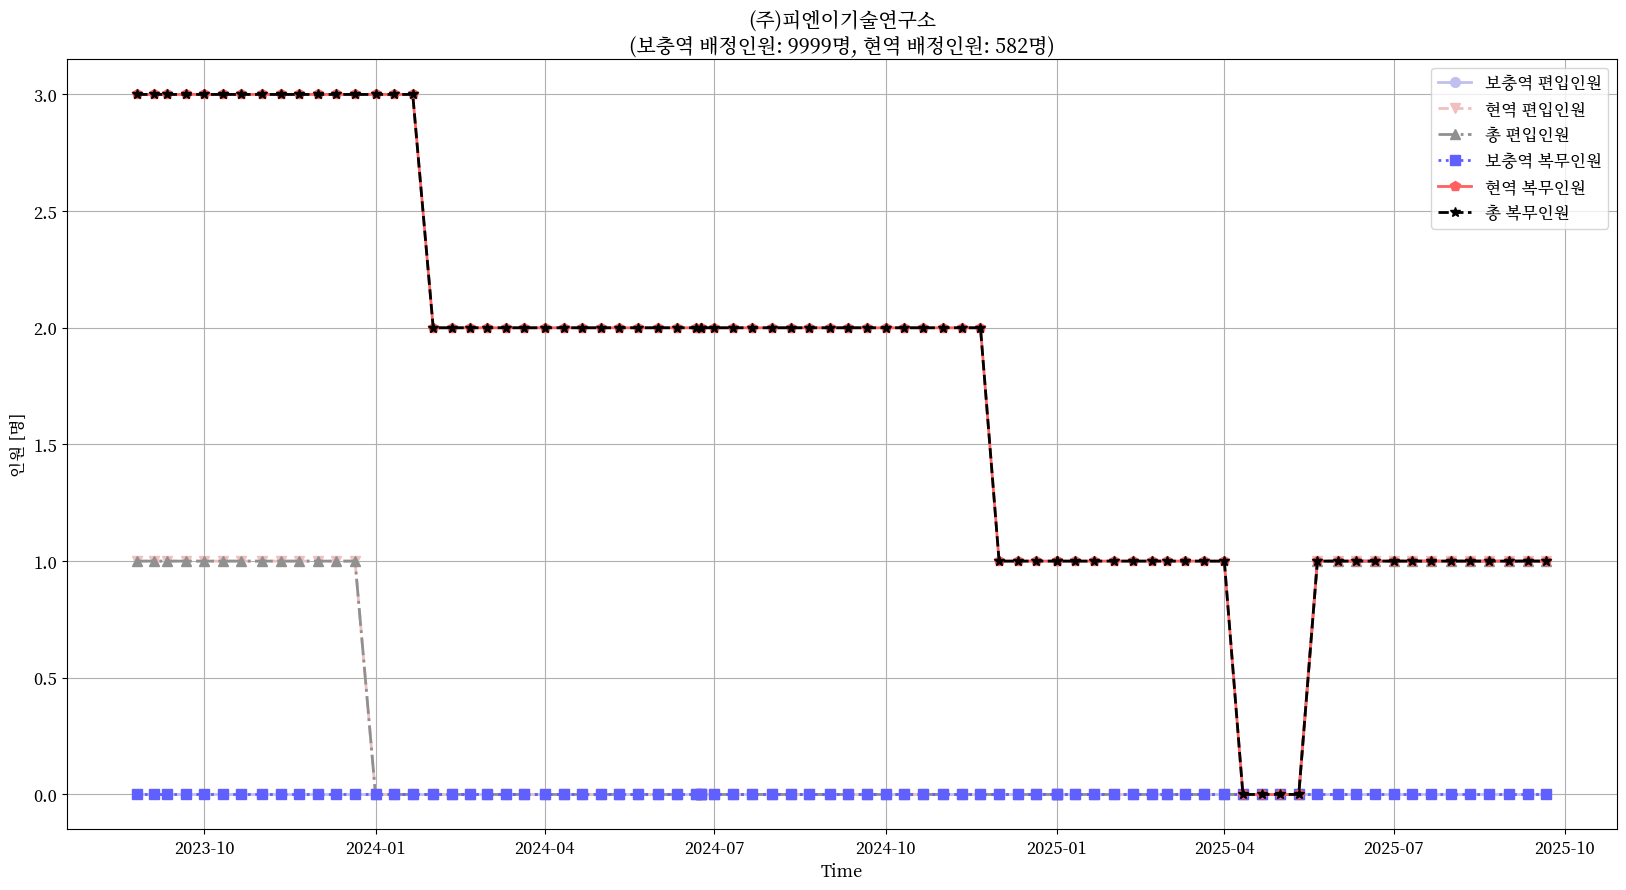 (주)피엔이기술연구소
(보충역 배정인원: 9999명, 현역 배정인원: 582명)
보충역 편입인원
현역 편입인원
총 편입인원
보충역 복무인원
현역 복무인원
총 복무인원
인원 [명]
3.0
2.5
2.0
1.5
1.0
0.5
0.0
2023-10
2024-01
2024-04
2024-07
2024-10
2025-01
2025-04
2025-07
2025-10
Time